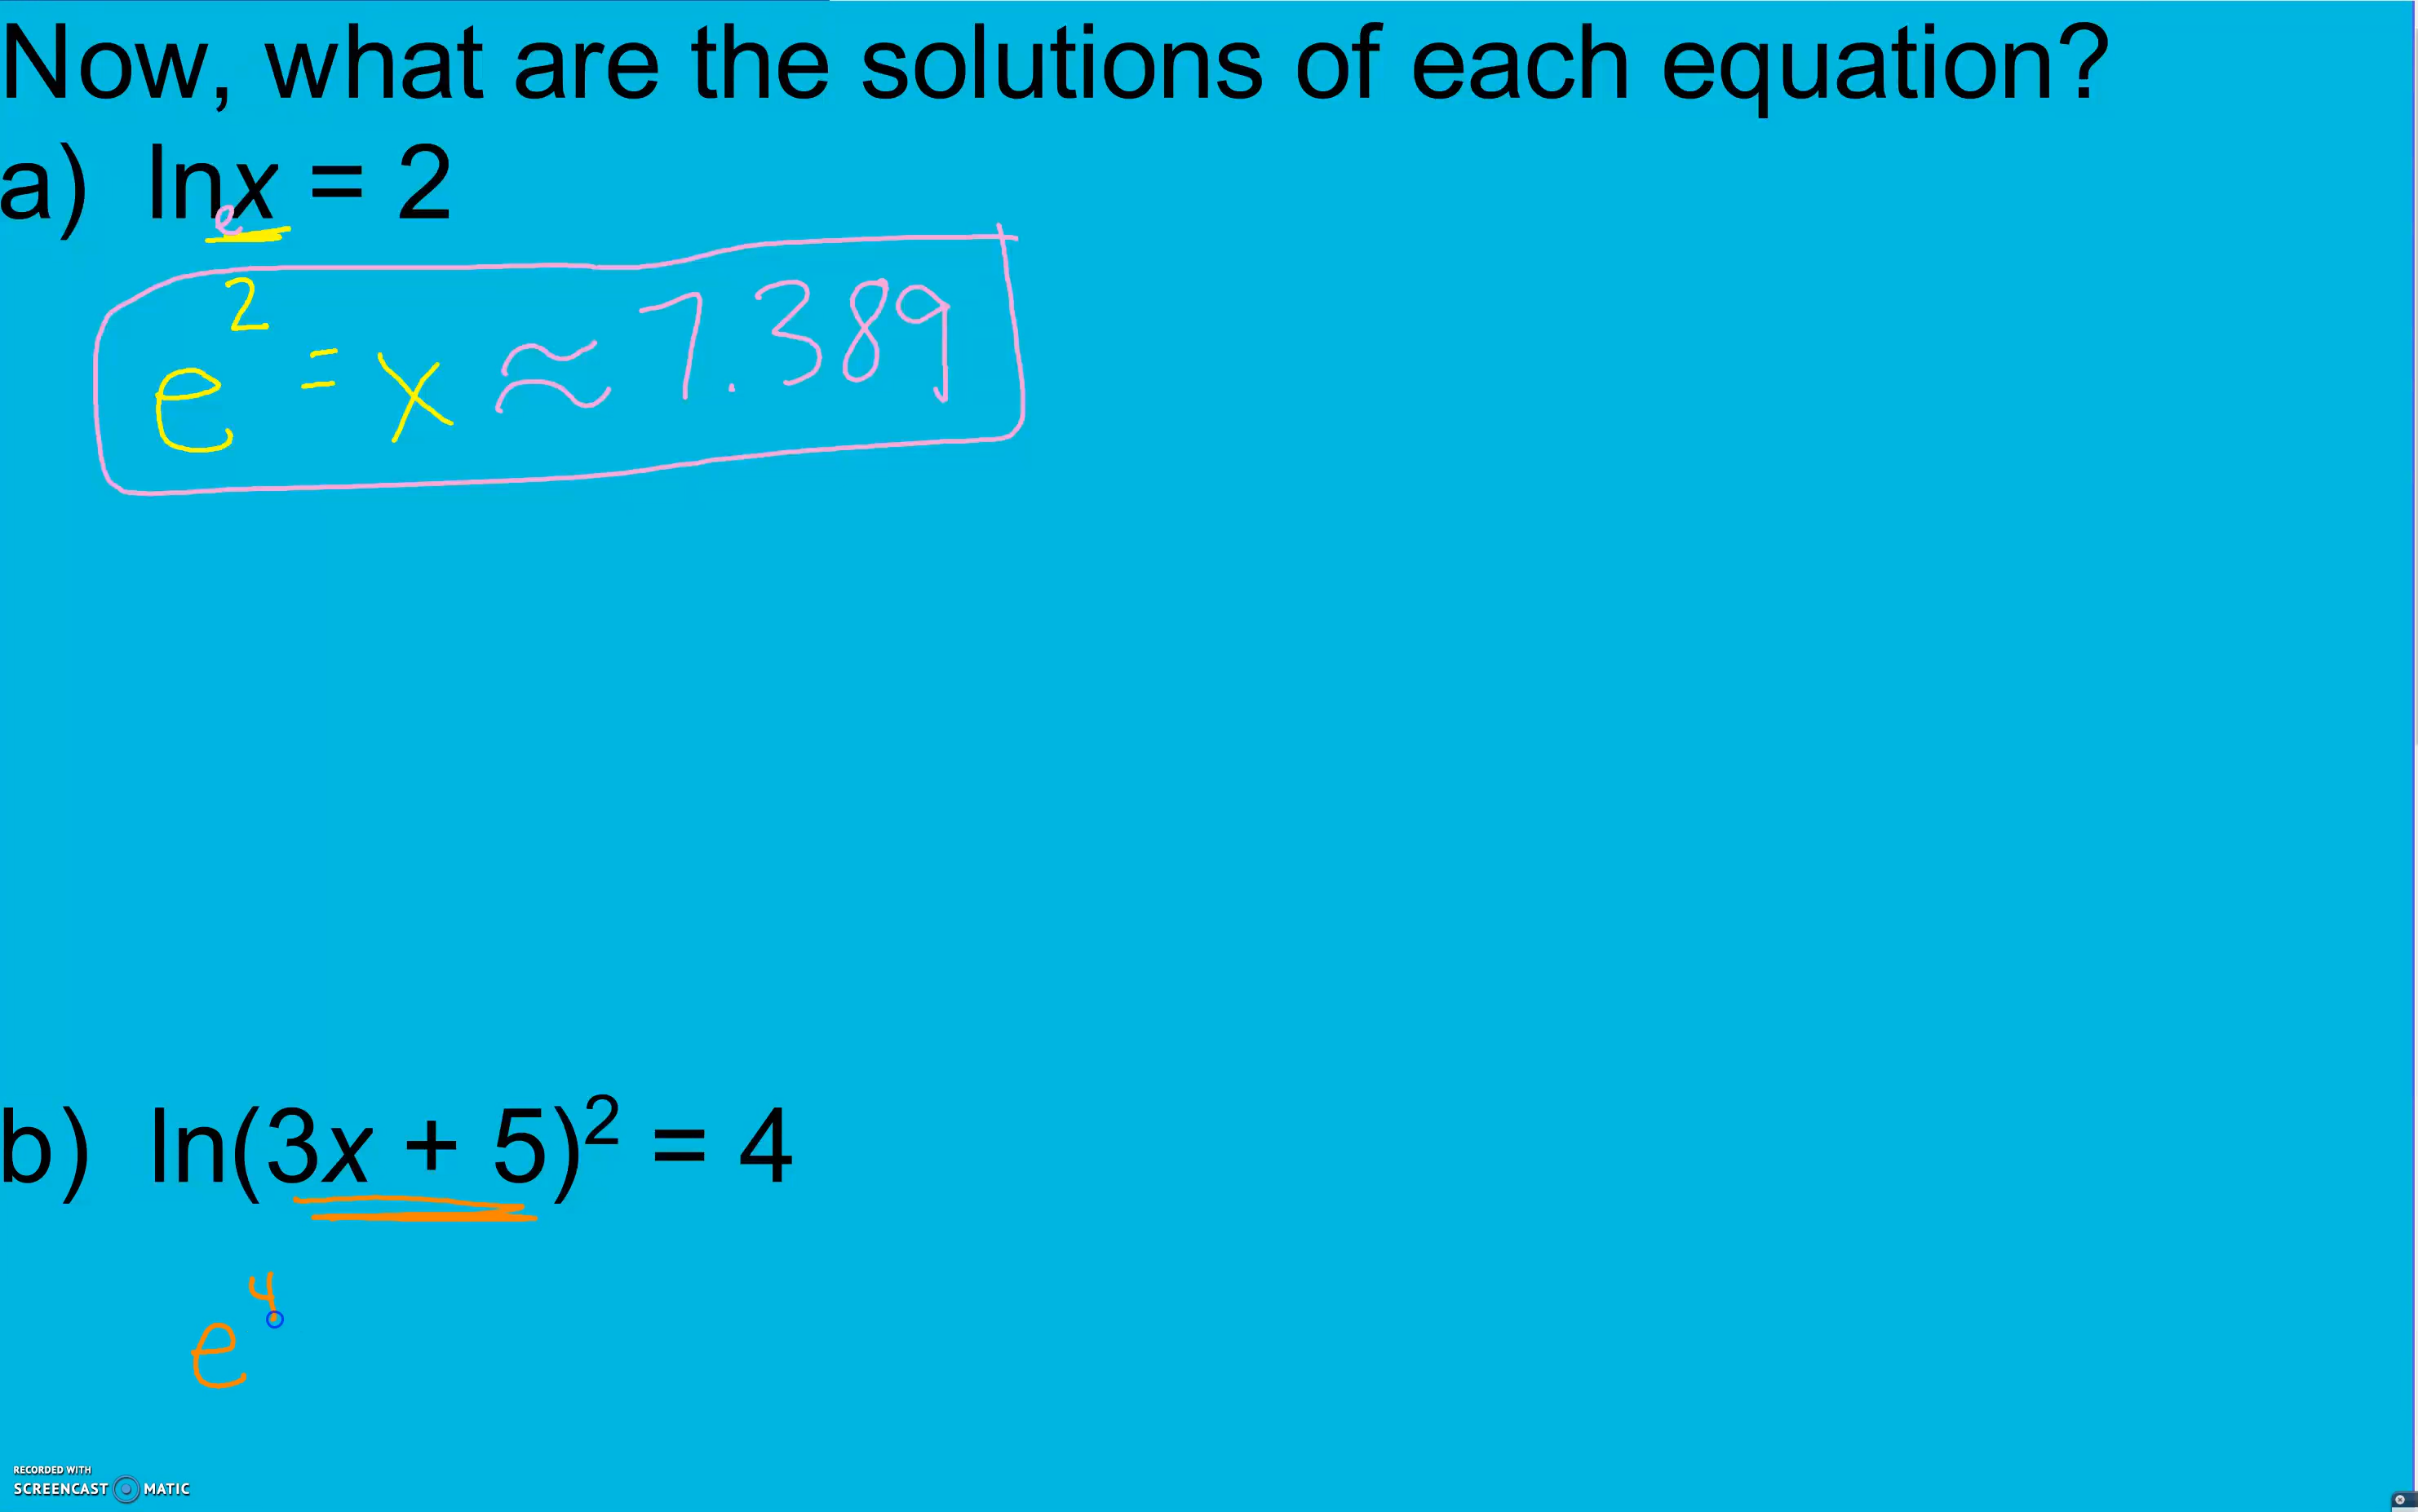 Now, what are the solutions of each equation?
a) lnx = 2
e
e² = x ≈ 7.389
b) ln(3x + 5)² = 4
e⁴
RECORDED WITH
SCREENCAST MATIC